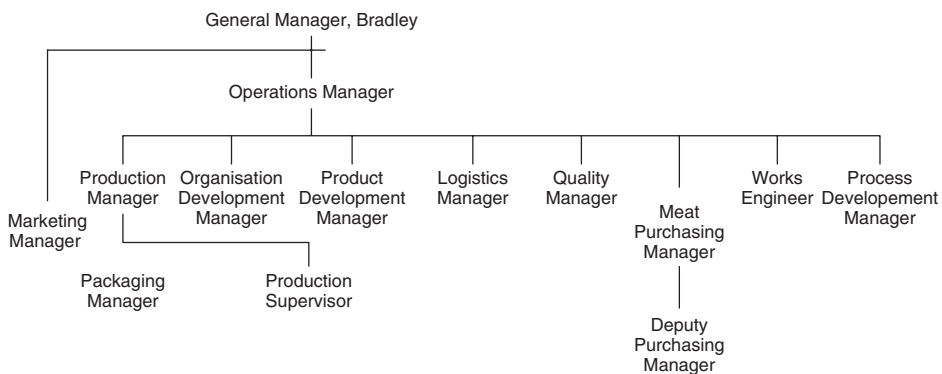 General Manager, Bradley
Operations Manager
Production
Manager
Organisation
Development
Manager
Product
Development
Manager
Logistics
Manager
Quality
Manager
Works
Engineer
Process
Developement
Manager
Marketing
Manager
Meat
Purchasing
Manager
Packaging
Manager
Production
Supervisor
Deputy
Purchasing
Manager